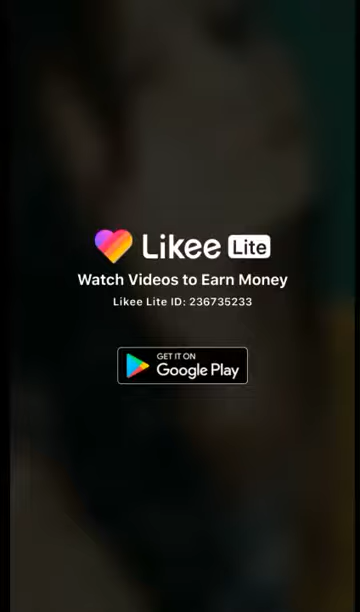 Likee Lite
Watch Videos to Earn Money
Likee Lite ID: 236735233
GET IT ON
Google Play